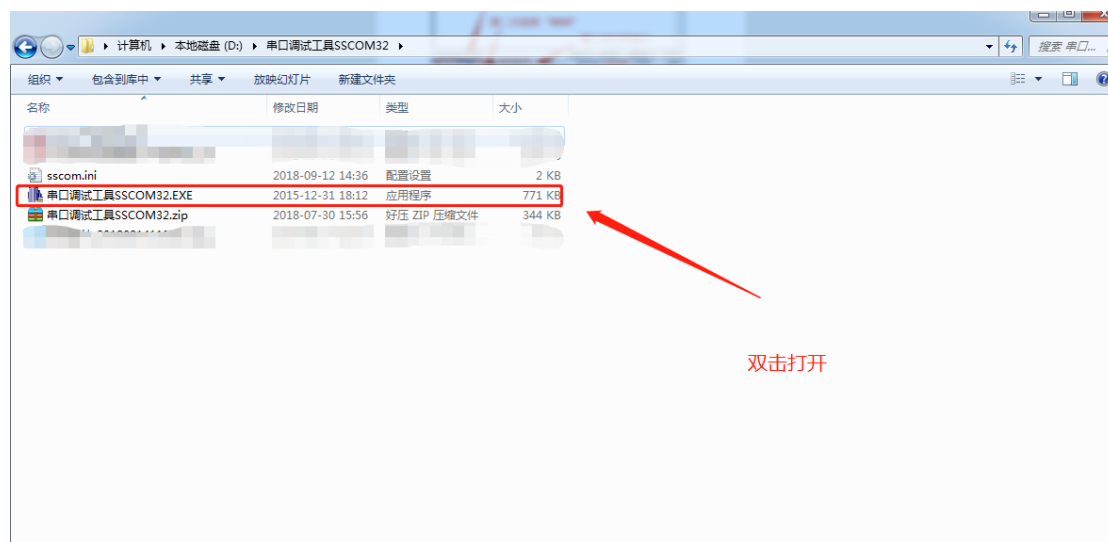 计算机 本地磁盘 (D:) 串口调试工具SSCOM32
搜索 串口...
组织 包含到库中 共享 放映幻灯片 新建文件夹
名称 修改日期 类型 大小
sscom.ini 2018-09-12 14:36 配置设置 2 KB
串口调试工具SSCOM32.EXE 2015-12-31 18:12 应用程序 771 KB
串口调试工具SSCOM32.zip 2018-07-30 15:56 好压 ZIP 压缩文件 344 KB
双击打开